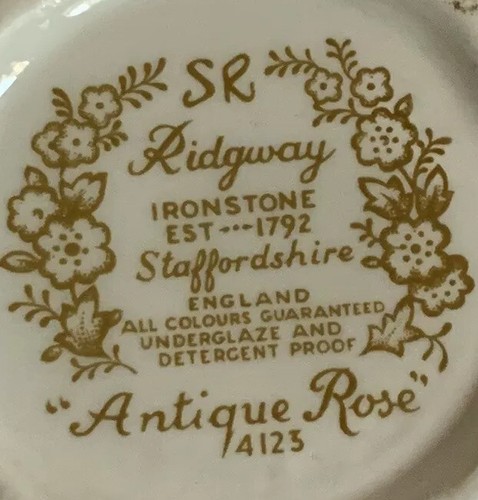 SR
Ridgway
IRONSTONE
EST ---1792
Staffordshire
ENGLAND
ALL COLOURS GUARANTEED
UNDERGLAZE AND
DETERGENT PROOF
"Antique Rose"
4123